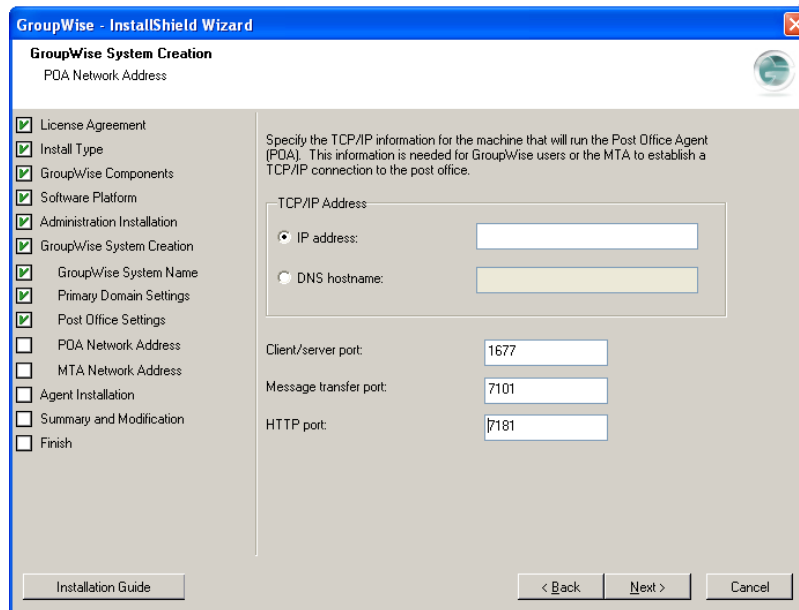 GroupWise - InstallShield Wizard
GroupWise System Creation
POA Network Address
License Agreement
Install Type
GroupWise Components
Software Platform
Administration Installation
GroupWise System Creation
GroupWise System Name
Primary Domain Settings
Post Office Settings
POA Network Address
MTA Network Address
Agent Installation
Summary and Modification
Finish
Specify the TCP/IP information for the machine that will run the Post Office Agent
(POA). This information is needed for GroupWise users or the MTA to establish a
TCP/IP connection to the post office.
TCP/IP Address
IP address:
DNS hostname:
Client/server port: 1677
Message transfer port: 7101
HTTP port: 7181
Installation Guide
< Back
Next >
Cancel